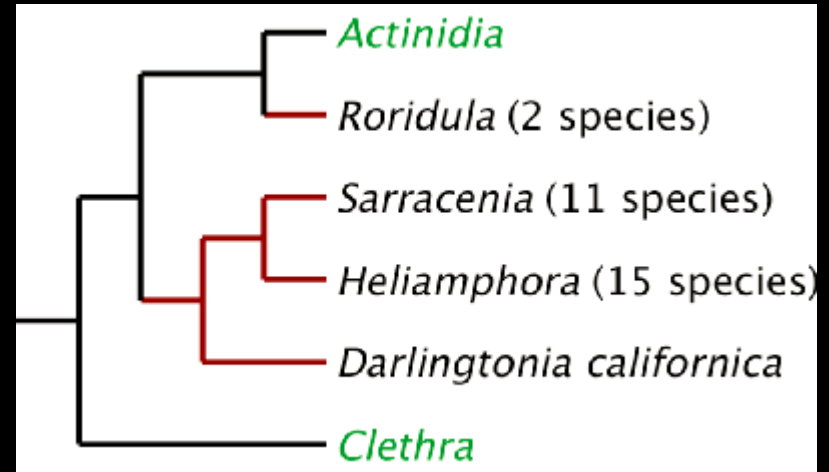 Actinidia
Roridula (2 species)
Sarracenia (11 species)
Heliamphora (15 species)
Darlingtonia californica
Clethra